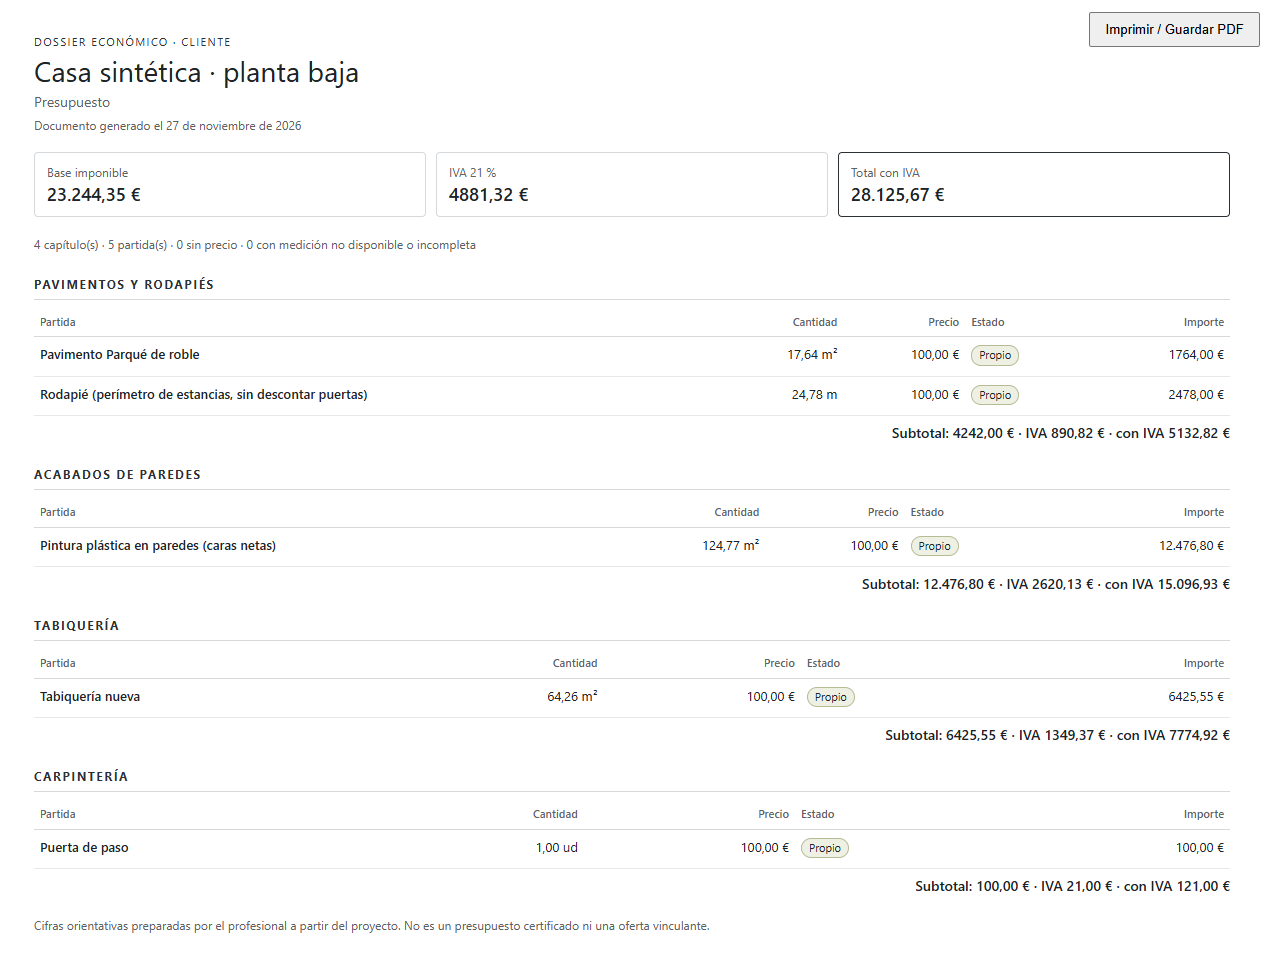 Imprimir / Guardar PDF
DOSSIER ECONÓMICO · CLIENTE
Casa sintética · planta baja
Presupuesto
Documento generado el 27 de noviembre de 2026
Base imponible
23.244,35 €
IVA 21 %
4881,32 €
Total con IVA
28.125,67 €
4 capítulo(s) · 5 partida(s) · 0 sin precio · 0 con medición no disponible o incompleta
PAVIMENTOS Y RODAPIÉS
Partida Cantidad Precio Estado Importe
Pavimento Parqué de roble 17,64 m² 100,00 € Propio 1764,00 €
Rodapié (perímetro de estancias, sin descontar puertas) 24,78 m 100,00 € Propio 2478,00 €
Subtotal: 4242,00 € · IVA 890,82 € · con IVA 5132,82 €
ACABADOS DE PAREDES
Partida Cantidad Precio Estado Importe
Pintura plástica en paredes (caras netas) 124,77 m² 100,00 € Propio 12.476,80 €
Subtotal: 12.476,80 € · IVA 2620,13 € · con IVA 15.096,93 €
TABIQUERÍA
Partida Cantidad Precio Estado Importe
Tabiquería nueva 64,26 m² 100,00 € Propio 6425,55 €
Subtotal: 6425,55 € · IVA 1349,37 € · con IVA 7774,92 €
CARPINTERÍA
Partida Cantidad Precio Estado Importe
Puerta de paso 1,00 ud 100,00 € Propio 100,00 €
Subtotal: 100,00 € · IVA 21,00 € · con IVA 121,00 €
Cifras orientativas preparadas por el profesional a partir del proyecto. No es un presupuesto certificado ni una oferta vinculante.